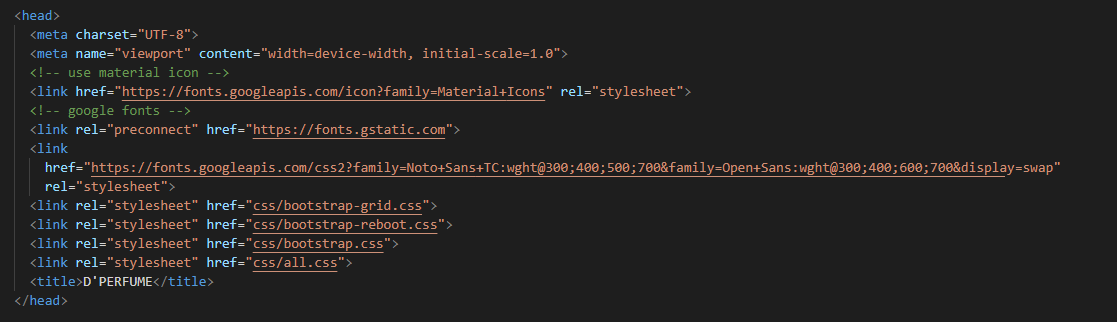 <head>
<meta charset="UTF-8">
<meta name="viewport" content="width=device-width, initial-scale=1.0">
<!-- use material icon -->
<link href="https://fonts.googleapis.com/icon?family=Material+Icons" rel="stylesheet">
<!-- google fonts -->
<link rel="preconnect" href="https://fonts.gstatic.com">
<link
href="https://fonts.googleapis.com/css2?family=Noto+Sans+TC:wght@300;400;500;700&family=Open+Sans:wght@300;400;600;700&display=swap"
rel="stylesheet">
<link rel="stylesheet" href="css/bootstrap-grid.css">
<link rel="stylesheet" href="css/bootstrap-reboot.css">
<link rel="stylesheet" href="css/bootstrap.css">
<link rel="stylesheet" href="css/all.css">
<title>D'PERFUME</title>
</head>